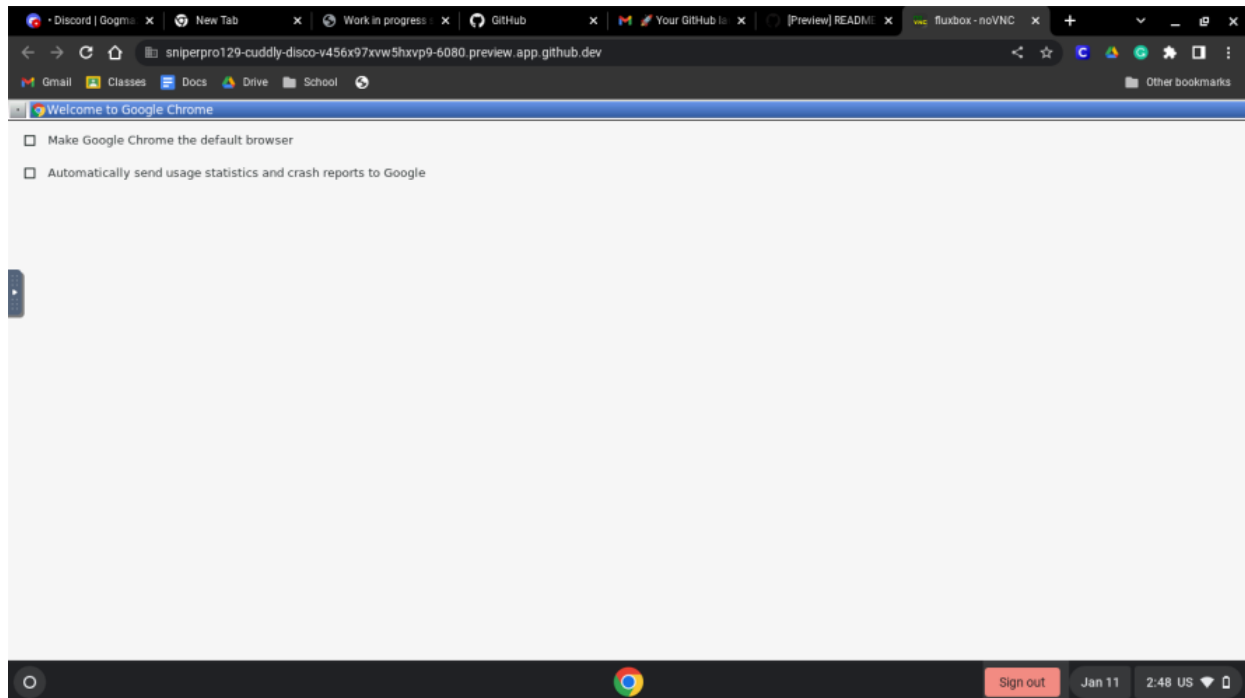 • Discord | Gogma
New Tab
Work in progress
GitHub
Your GitHub la
[Preview] README
fluxbox - noVNC
sniperpro129-cuddly-disco-v456x97xvw5hxvp9-6080.preview.app.github.dev
Gmail
Classes
Docs
Drive
School
Other bookmarks
Welcome to Google Chrome
Make Google Chrome the default browser
Automatically send usage statistics and crash reports to Google
Sign out
Jan 11
2:48 US